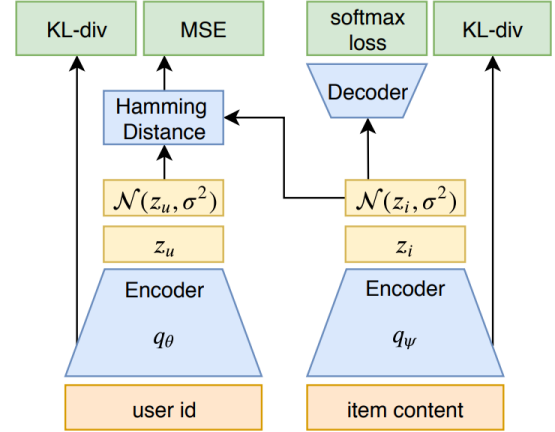 KL-div
MSE
softmax
loss
KL-div
Hamming
Distance
Decoder
𝒩(z_u, σ²)
𝒩(z_i, σ²)
z_u
z_i
Encoder
q_θ
Encoder
q_ψ
user id
item content